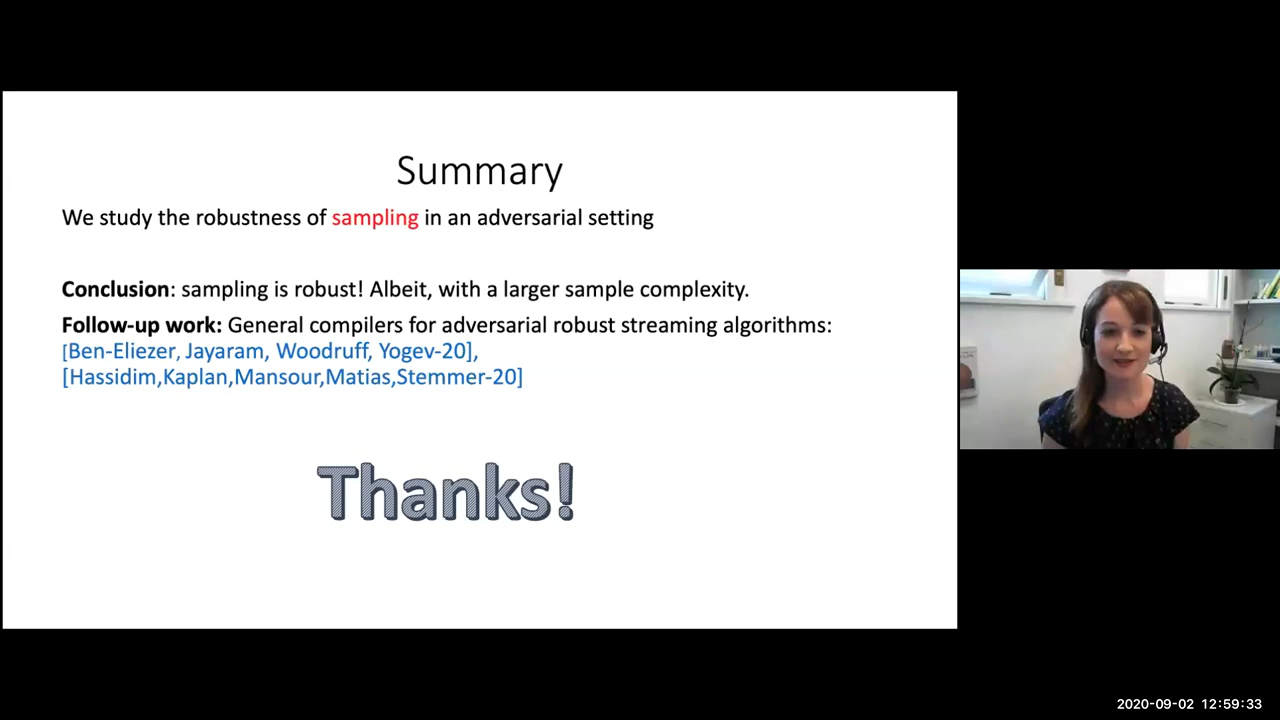 Summary
We study the robustness of sampling in an adversarial setting
Conclusion: sampling is robust! Albeit, with a larger sample complexity.
Follow-up work: General compilers for adversarial robust streaming algorithms:
[Ben-Eliezer, Jayaram, Woodruff, Yogev-20],
[Hassidim,Kaplan,Mansour,Matias,Stemmer-20]
Thanks!
2020-09-02 12:59:33